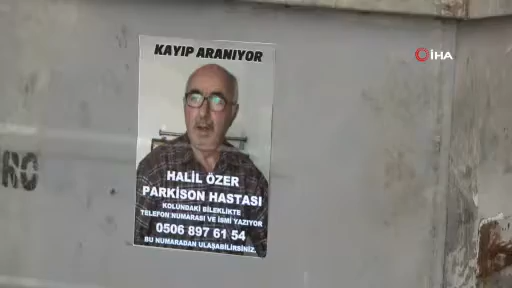 KAYIP ARANIYOR
İHA
RO
HALİL ÖZER
PARKİSON HASTASI
KOLUNDAKİ BİLEKLİKTE
TELEFON NUMARASI VE İSMİ YAZIYOR
0506 897 61 54
BU NUMARADAN ULAŞABİLİRSİNİZ.